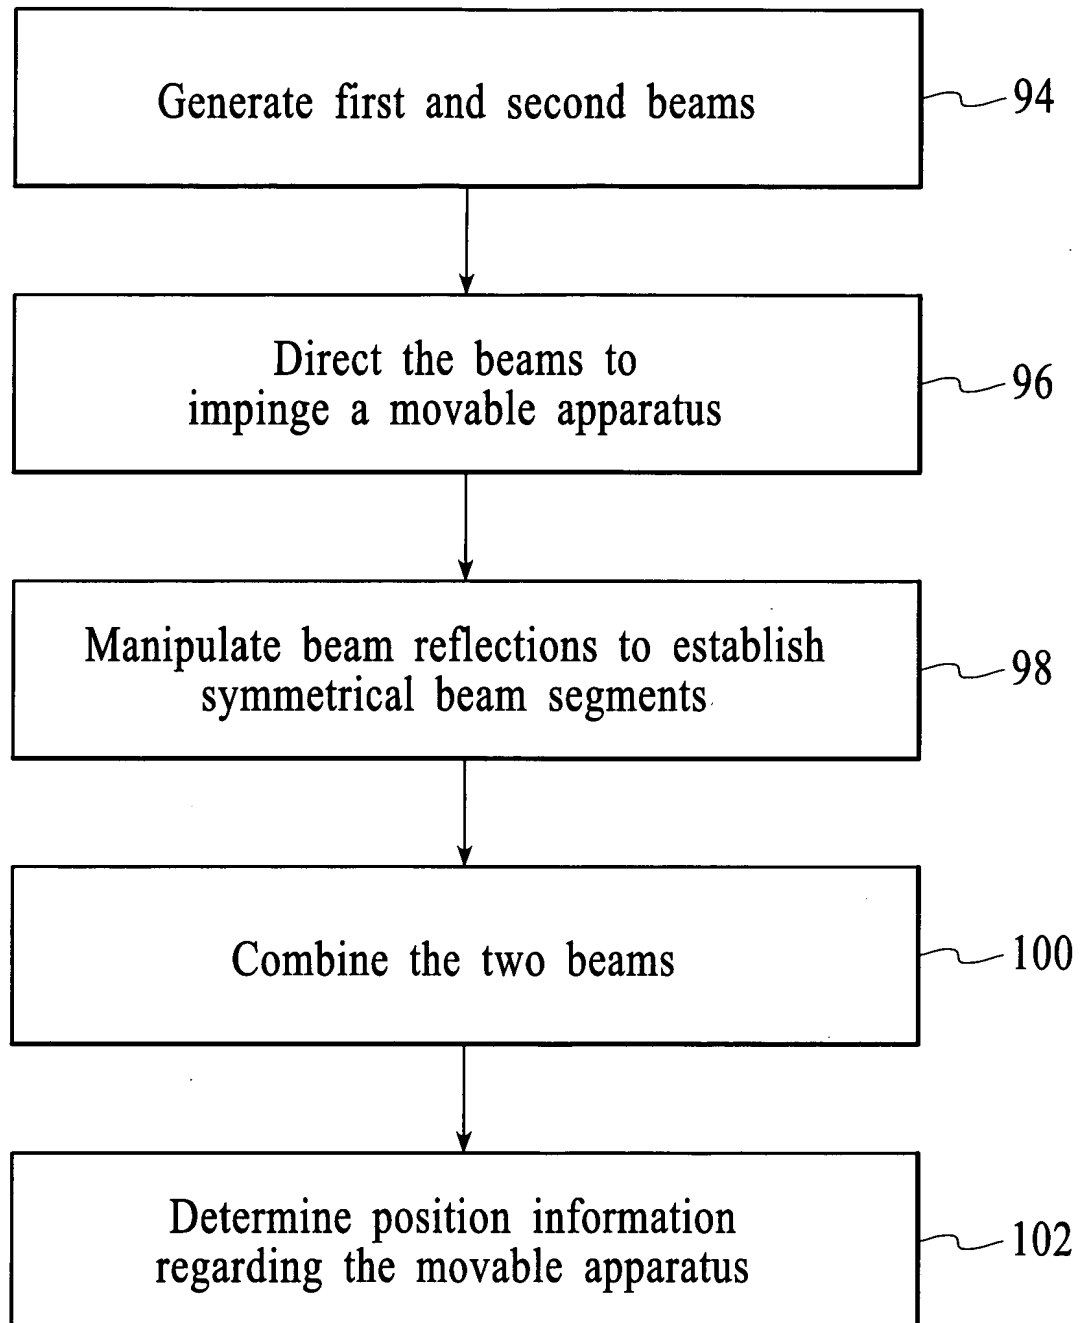 Generate first and second beams
94
Direct the beams to
impinge a movable apparatus
96
Manipulate beam reflections to establish
symmetrical beam segments
98
Combine the two beams
100
Determine position information
regarding the movable apparatus
102